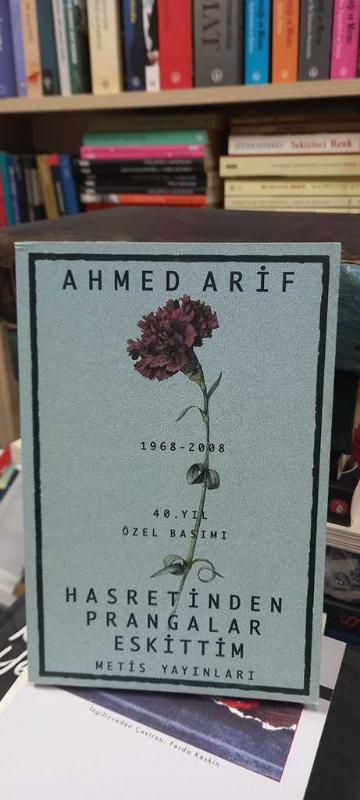 Sekizinci Renk
AHMED ARİF
1968-2008
40.YIL
ÖZEL BASIMI
HASRETİNDEN
PRANGALAR
ESKİTTİM
METİS YAYINLARI
İngilizceden Çeviren: Ferda Keskin